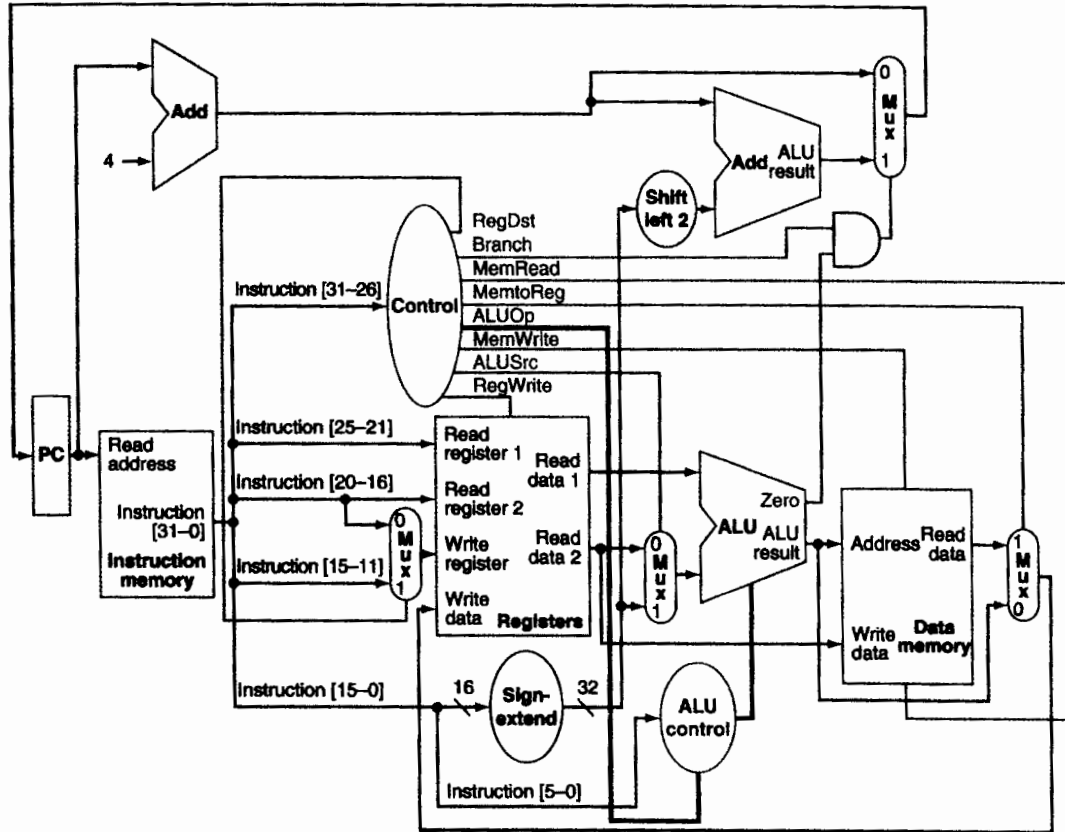 Add
4
0
Mux
1
Add
ALU
result
Shift
left 2
RegDst
Branch
MemRead
MemtoReg
ALUOp
MemWrite
ALUSrc
RegWrite
Control
Instruction [31–26]
PC
Read
address
Instruction
[31–0]
Instruction
memory
Instruction [25–21]
Instruction [20–16]
Instruction [15–11]
0
Mux
1
Read
register 1
Read
register 2
Write
register
Write
data
Registers
Read
data 1
Read
data 2
0
Mux
1
ALU
Zero
ALU
result
Address
Read
data
Write
data
Data
memory
1
Mux
0
Instruction [15–0]
16
Sign-
extend
32
ALU
control
Instruction [5–0]